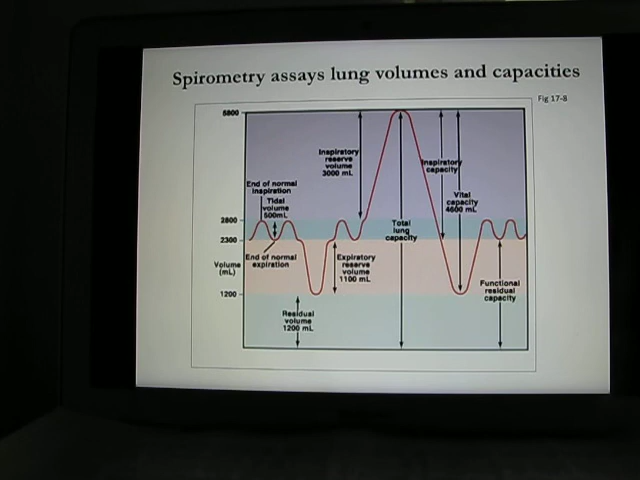 Spirometry assays lung volumes and capacities
Fig 17-8
5800
Inspiratory
reserve
volume
3000 mL
Inspiratory
capacity
End of normal
inspiration
Tidal
volume
500mL
Vital
capacity
4600 mL
2800
Total
lung
capacity
2300
End of normal
expiration
Volume
(mL)
Expiratory
reserve
volume
1100 mL
Functional
residual
capacity
1200
Residual
volume
1200 mL